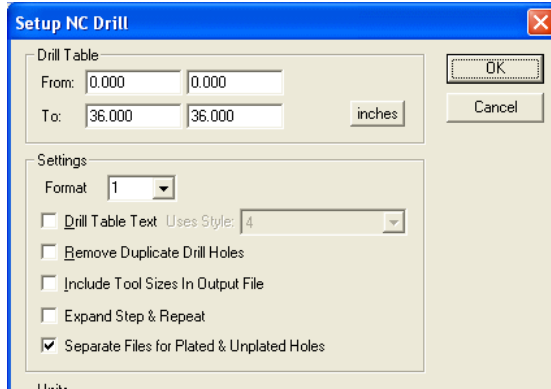 Setup NC Drill
Drill Table
From: 0.000 0.000
To: 36.000 36.000 inches
OK
Cancel
Settings
Format 1
Drill Table Text Uses Style: 4
Remove Duplicate Drill Holes
Include Tool Sizes In Output File
Expand Step & Repeat
Separate Files for Plated & Unplated Holes
Units